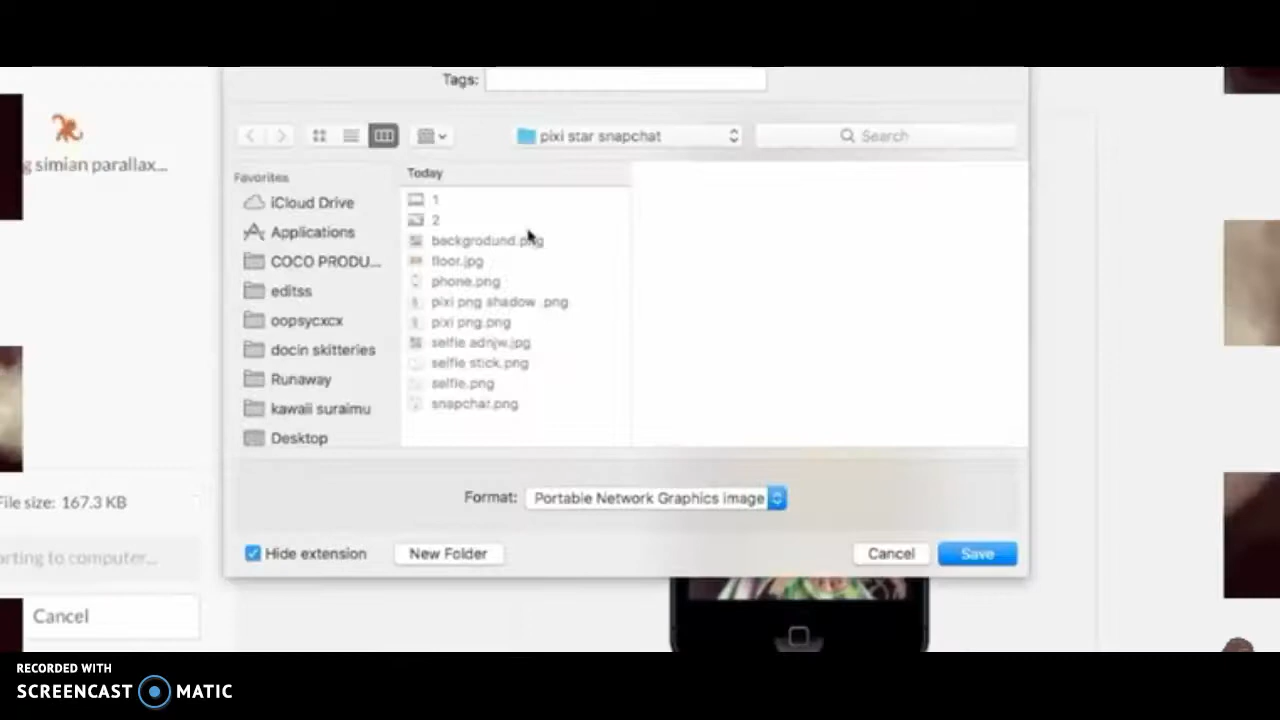 Tags:
pixi star snapchat
Search
g simian parallax...
Favorites
iCloud Drive
Applications
COCO PRODU...
editss
oopsycxcx
docin skitteries
Runaway
kawaii suraimu
Desktop
Today
1
2
backgrodund.png
floor.jpg
phone.png
pixi png shadow .png
pixi png.png
selfie adnjw.jpg
selfie stick.png
selfie.png
snapchar.png
File size: 167.3 KB
orting to computer...
Cancel
Format: Portable Network Graphics image
Hide extension
New Folder
Cancel
Save
RECORDED WITH
SCREENCAST MATIC